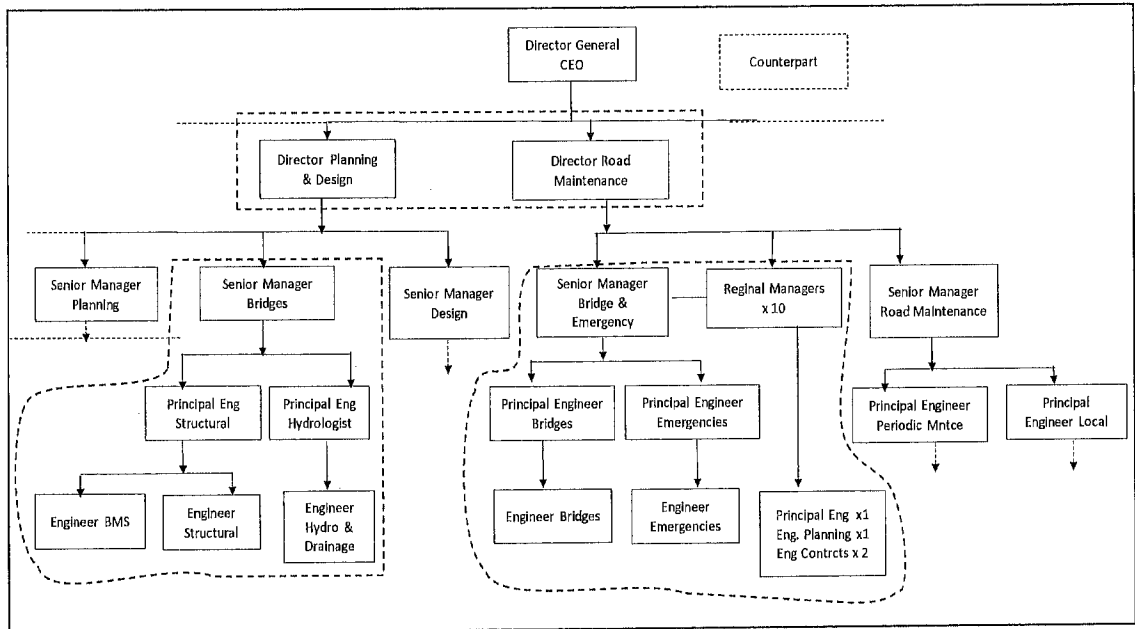 Director General
CEO
Counterpart
Director Planning
& Design
Director Road
Maintenance
Senior Manager
Planning
Senior Manager
Bridges
Senior Manager
Design
Senior Manager
Bridge &
Emergency
Reginal Managers
x 10
Senior Manager
Road Maintenance
Principal Eng
Structural
Principal Eng
Hydrologist
Principal Engineer
Bridges
Principal Engineer
Emergencies
Principal Engineer
Periodic Mntce
Principal
Engineer Local
Engineer BMS
Engineer
Structural
Engineer
Hydro &
Drainage
Engineer Bridges
Engineer
Emergencies
Principal Eng x1
Eng. Planning x1
Eng Contrcts x 2